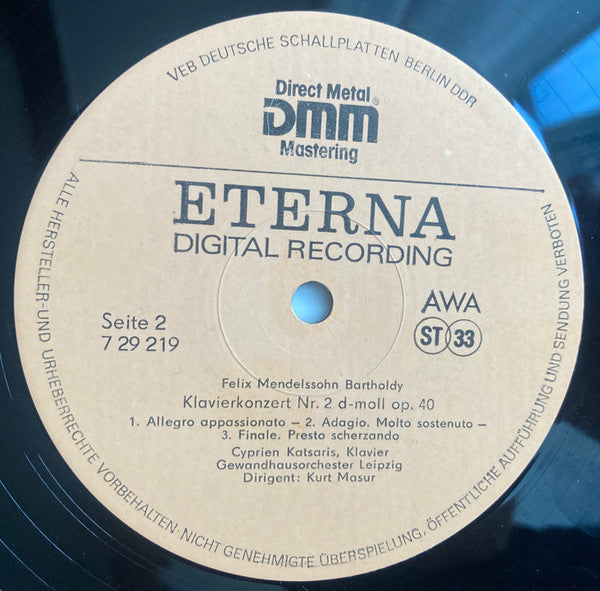 VEB DEUTSCHE SCHALLPLATTEN BERLIN DDR
Direct Metal
DMM®
Mastering
ETERNA
DIGITAL RECORDING
Seite 2
7 29 219
AWA
ST 33
Felix Mendelssohn Bartholdy
Klavierkonzert Nr. 2 d-moll op. 40
1. Allegro appassionato – 2. Adagio. Molto sostenuto –
3. Finale. Presto scherzando
Cyprien Katsaris, Klavier
Gewandhausorchester Leipzig
Dirigent: Kurt Masur
ALLE HERSTELLER-UND URHEBERRECHTE VORBEHALTEN·NICHT GENEHMIGTE ÜBERSPIELUNG, ÖFFENTLICHE AUFFÜHRUNG UND SENDUNG VERBOTEN